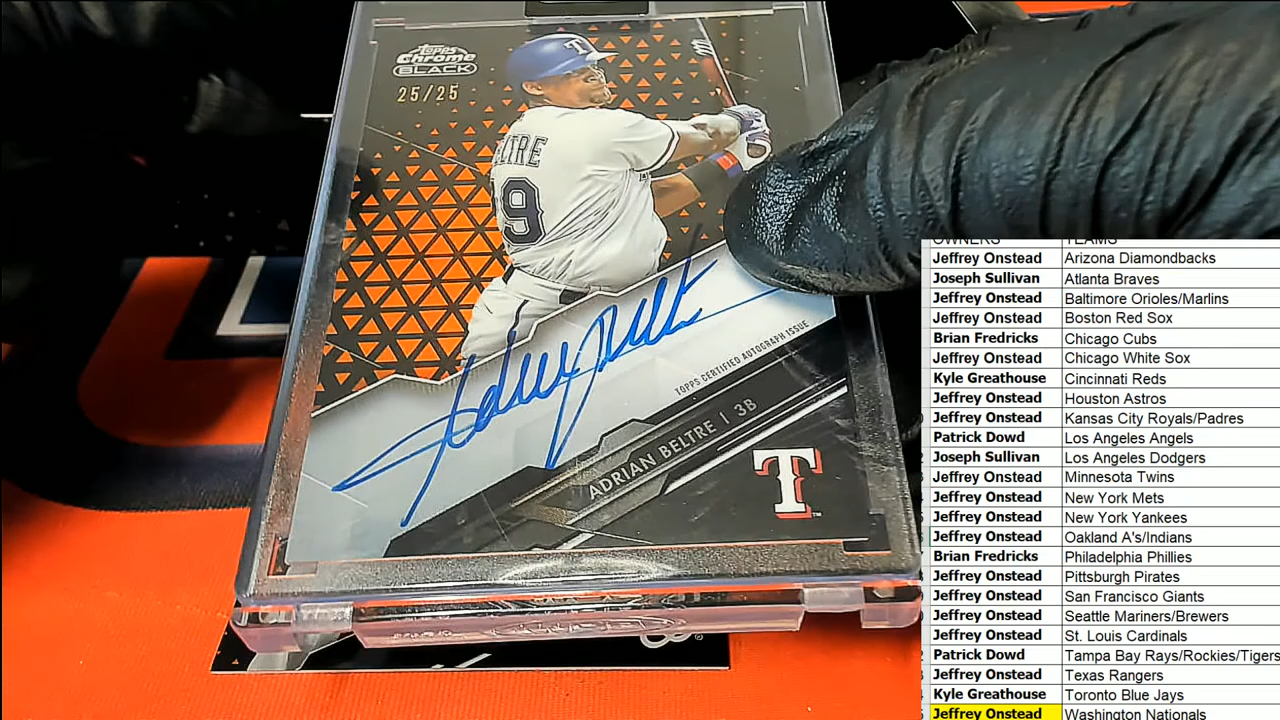 Topps
Chrome
BLACK
25/25
T
LTRE
9
Adrian Beltre
TOPPS CERTIFIED AUTOGRAPH ISSUE
ADRIAN BELTRE | 3B
T
TM
OWNERS TEAMS
Jeffrey Onstead Arizona Diamondbacks
Joseph Sullivan Atlanta Braves
Jeffrey Onstead Baltimore Orioles/Marlins
Jeffrey Onstead Boston Red Sox
Brian Fredricks Chicago Cubs
Jeffrey Onstead Chicago White Sox
Kyle Greathouse Cincinnati Reds
Jeffrey Onstead Houston Astros
Jeffrey Onstead Kansas City Royals/Padres
Patrick Dowd Los Angeles Angels
Joseph Sullivan Los Angeles Dodgers
Jeffrey Onstead Minnesota Twins
Jeffrey Onstead New York Mets
Jeffrey Onstead New York Yankees
Jeffrey Onstead Oakland A's/Indians
Brian Fredricks Philadelphia Phillies
Jeffrey Onstead Pittsburgh Pirates
Jeffrey Onstead San Francisco Giants
Jeffrey Onstead Seattle Mariners/Brewers
Jeffrey Onstead St. Louis Cardinals
Patrick Dowd Tampa Bay Rays/Rockies/Tigers
Jeffrey Onstead Texas Rangers
Kyle Greathouse Toronto Blue Jays
Jeffrey Onstead Washington Nationals